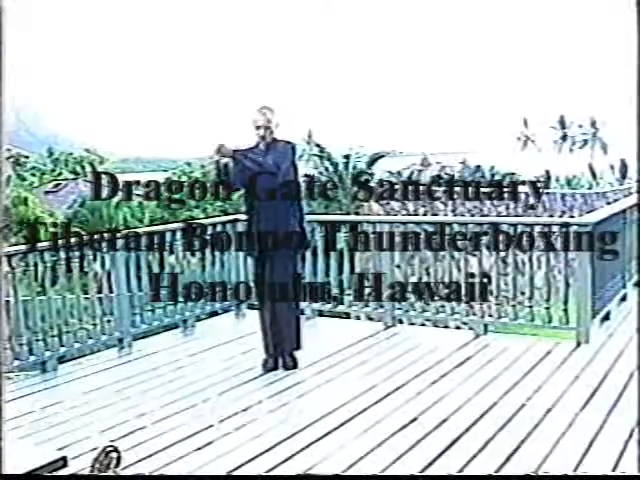 Dragon Gate Sanctuary
Tibetan Bonpo Thunderboxing
Honolulu, Hawaii